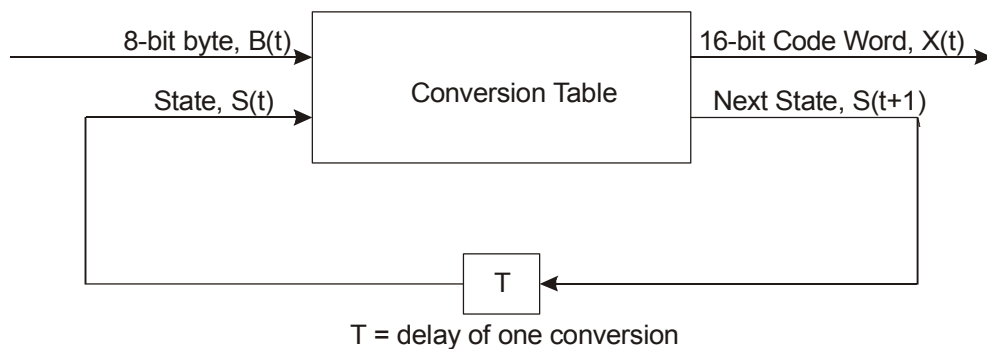 8-bit byte, B(t)
16-bit Code Word, X(t)
Conversion Table
State, S(t)
Next State, S(t+1)
T
T = delay of one conversion